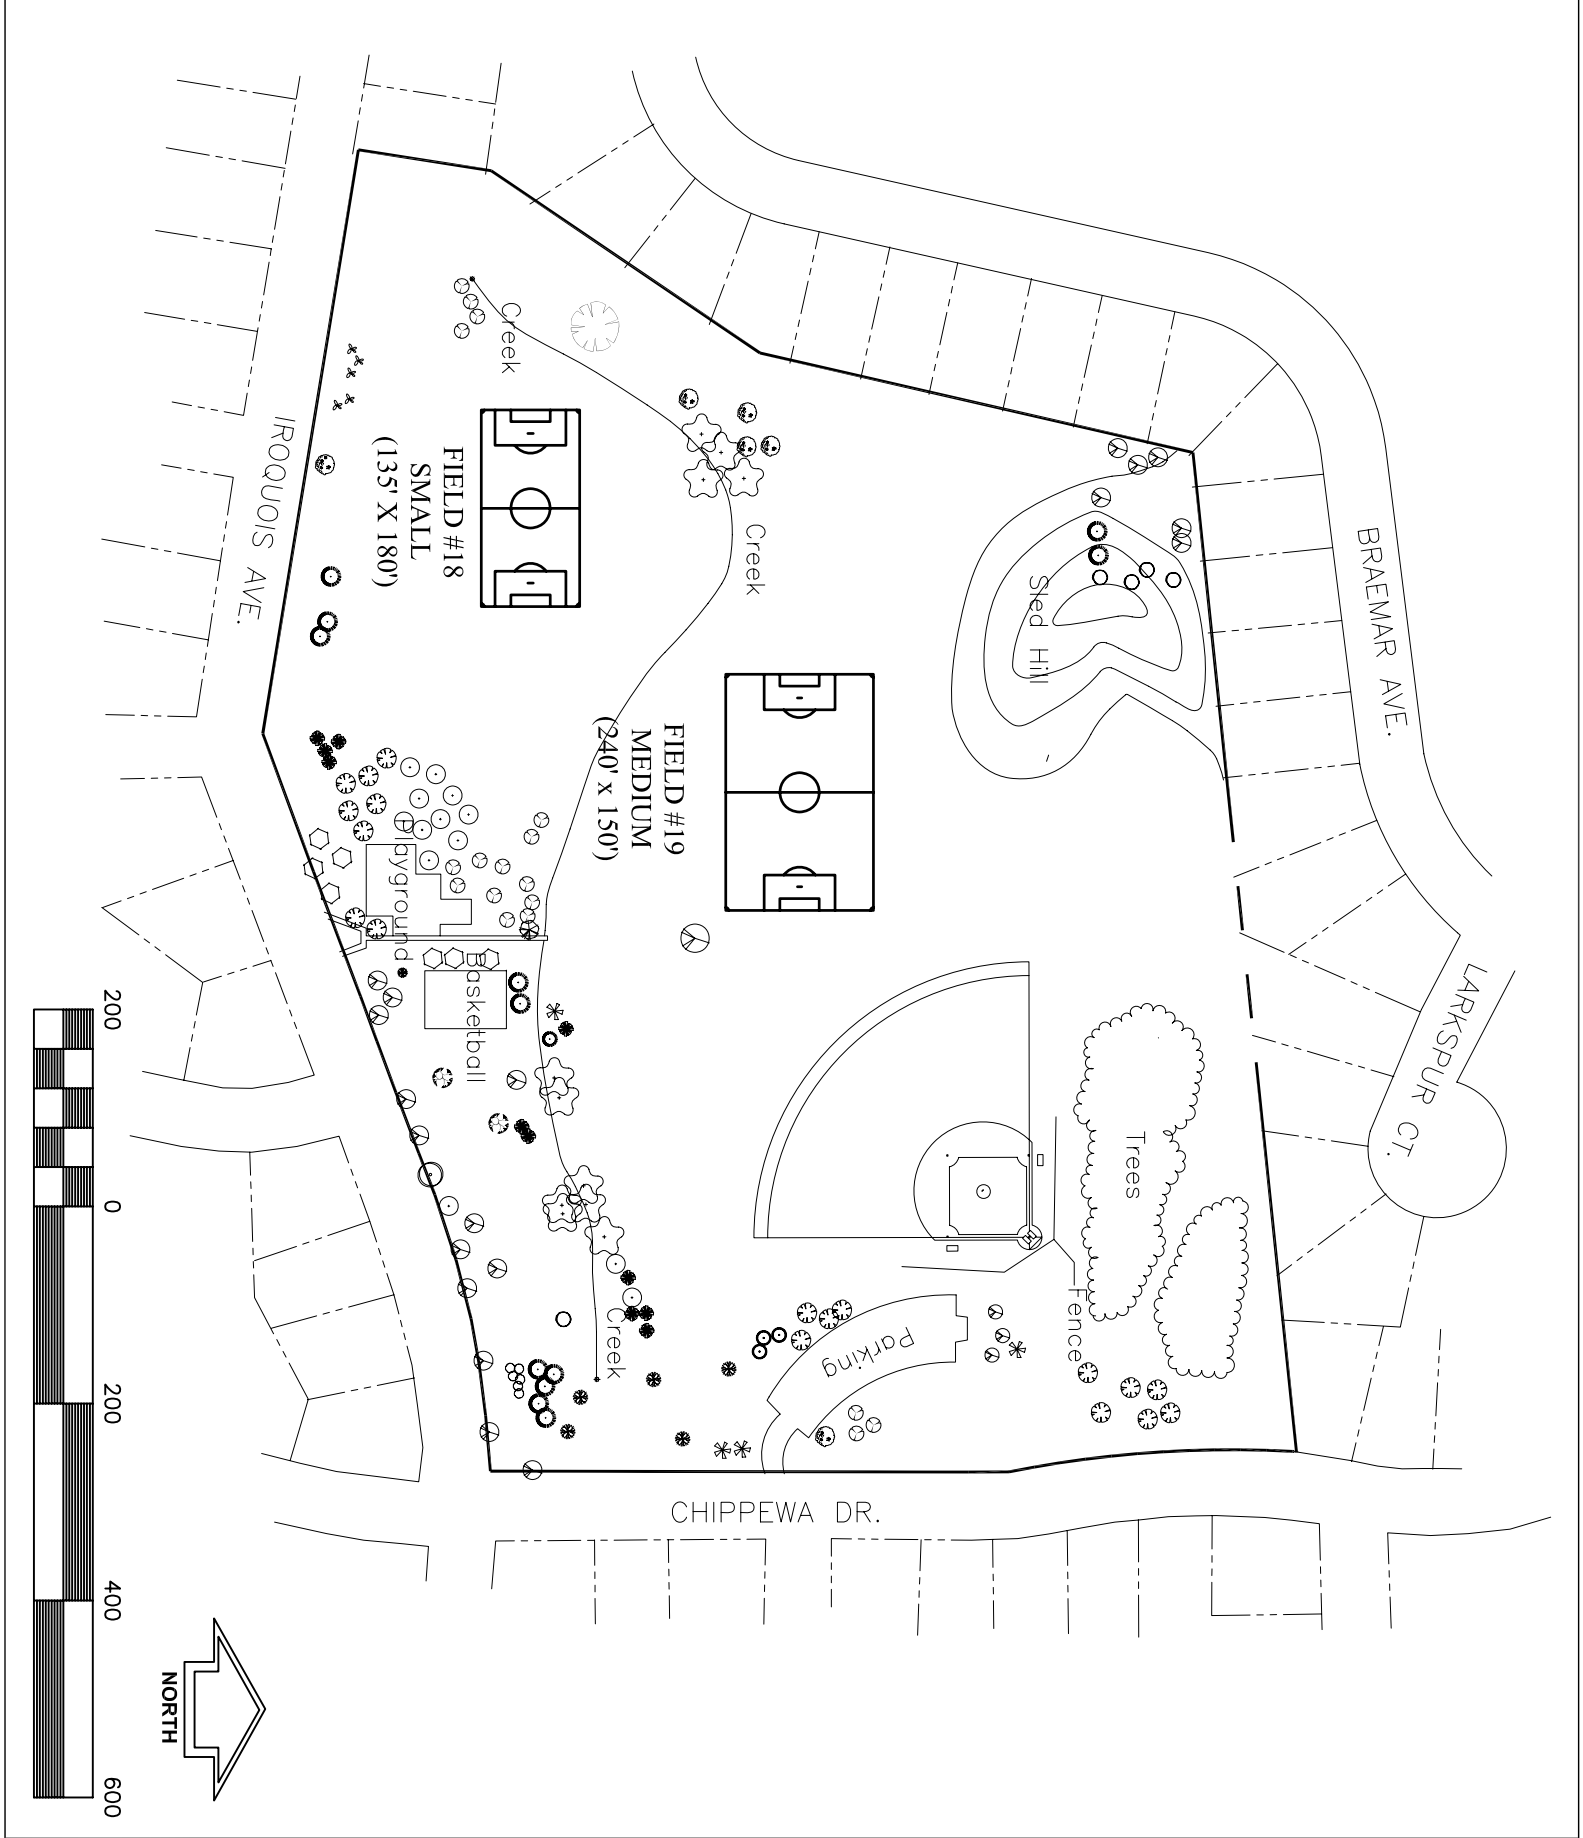 BRAEMAR AVE.
LARKSPUR CT.
Sled Hill
Trees
Fence
Creek
Creek
FIELD #19
MEDIUM
(240' x 150')
FIELD #18
SMALL
(135' X 180')
IROQUOIS AVE.
Playground
Basketball
Creek
Parking
CHIPPEWA DR.
200
0
200
400
600
NORTH